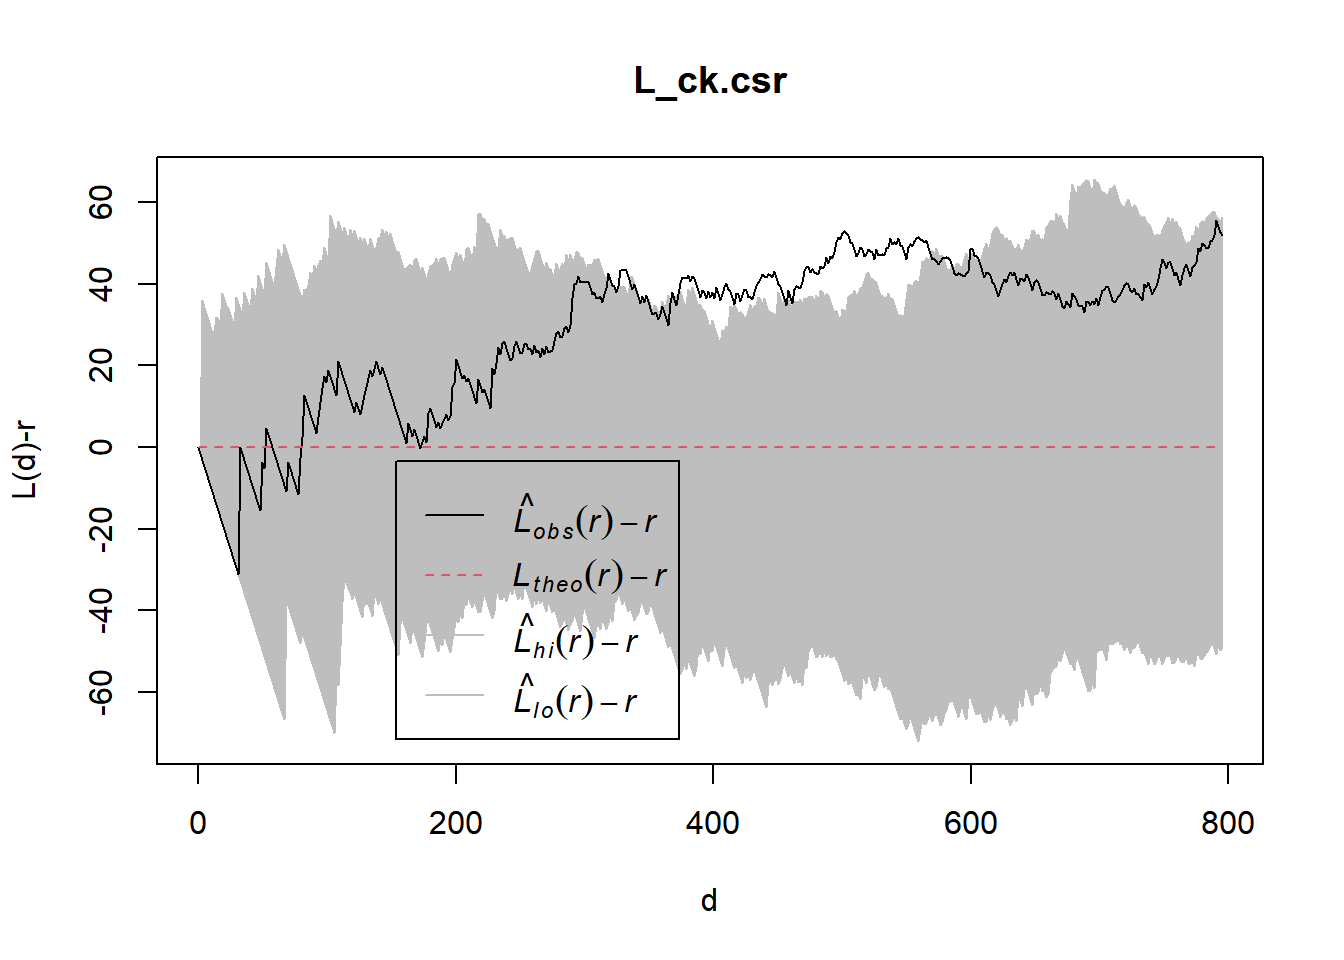 L_ck.csr
L(d)-r
60
40
20
0
-20
-40
-60
L̂obs(r) – r
Ltheo(r) – r
L̂hi(r) – r
L̂lo(r) – r
0 200 400 600 800
d